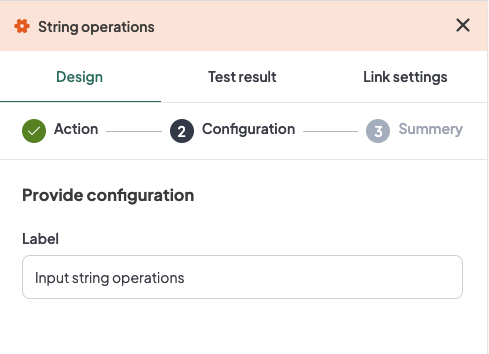 String operations
Design Test result Link settings
Action 2 Configuration 3 Summery
Provide configuration
Label
Input string operations